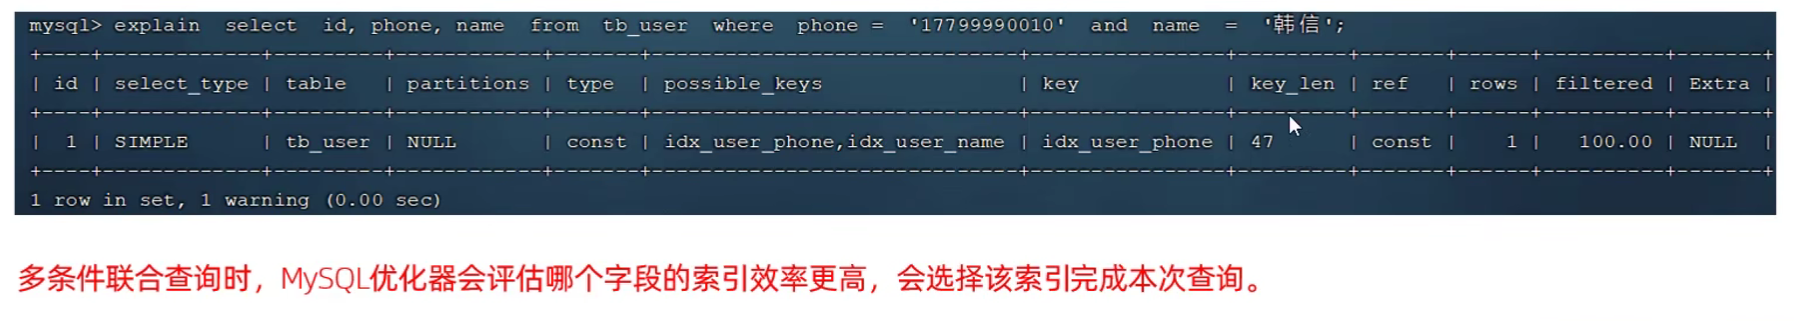 mysql> explain select id, phone, name from tb_user where phone = '17799990010' and name = '韩信';
+----+-------------+---------+------------+-------+------------------------------+----------------+---------+-------+------+----------+-------+
| id | select_type | table | partitions | type | possible_keys | key | key_len | ref | rows | filtered | Extra |
+----+-------------+---------+------------+-------+------------------------------+----------------+---------+-------+------+----------+-------+
| 1 | SIMPLE | tb_user | NULL | const | idx_user_phone,idx_user_name | idx_user_phone | 47 | const | 1 | 100.00 | NULL |
+----+-------------+---------+------------+-------+------------------------------+----------------+---------+-------+------+----------+-------+
1 row in set, 1 warning (0.00 sec)
多条件联合查询时，MySQL优化器会评估哪个字段的索引效率更高，会选择该索引完成本次查询。